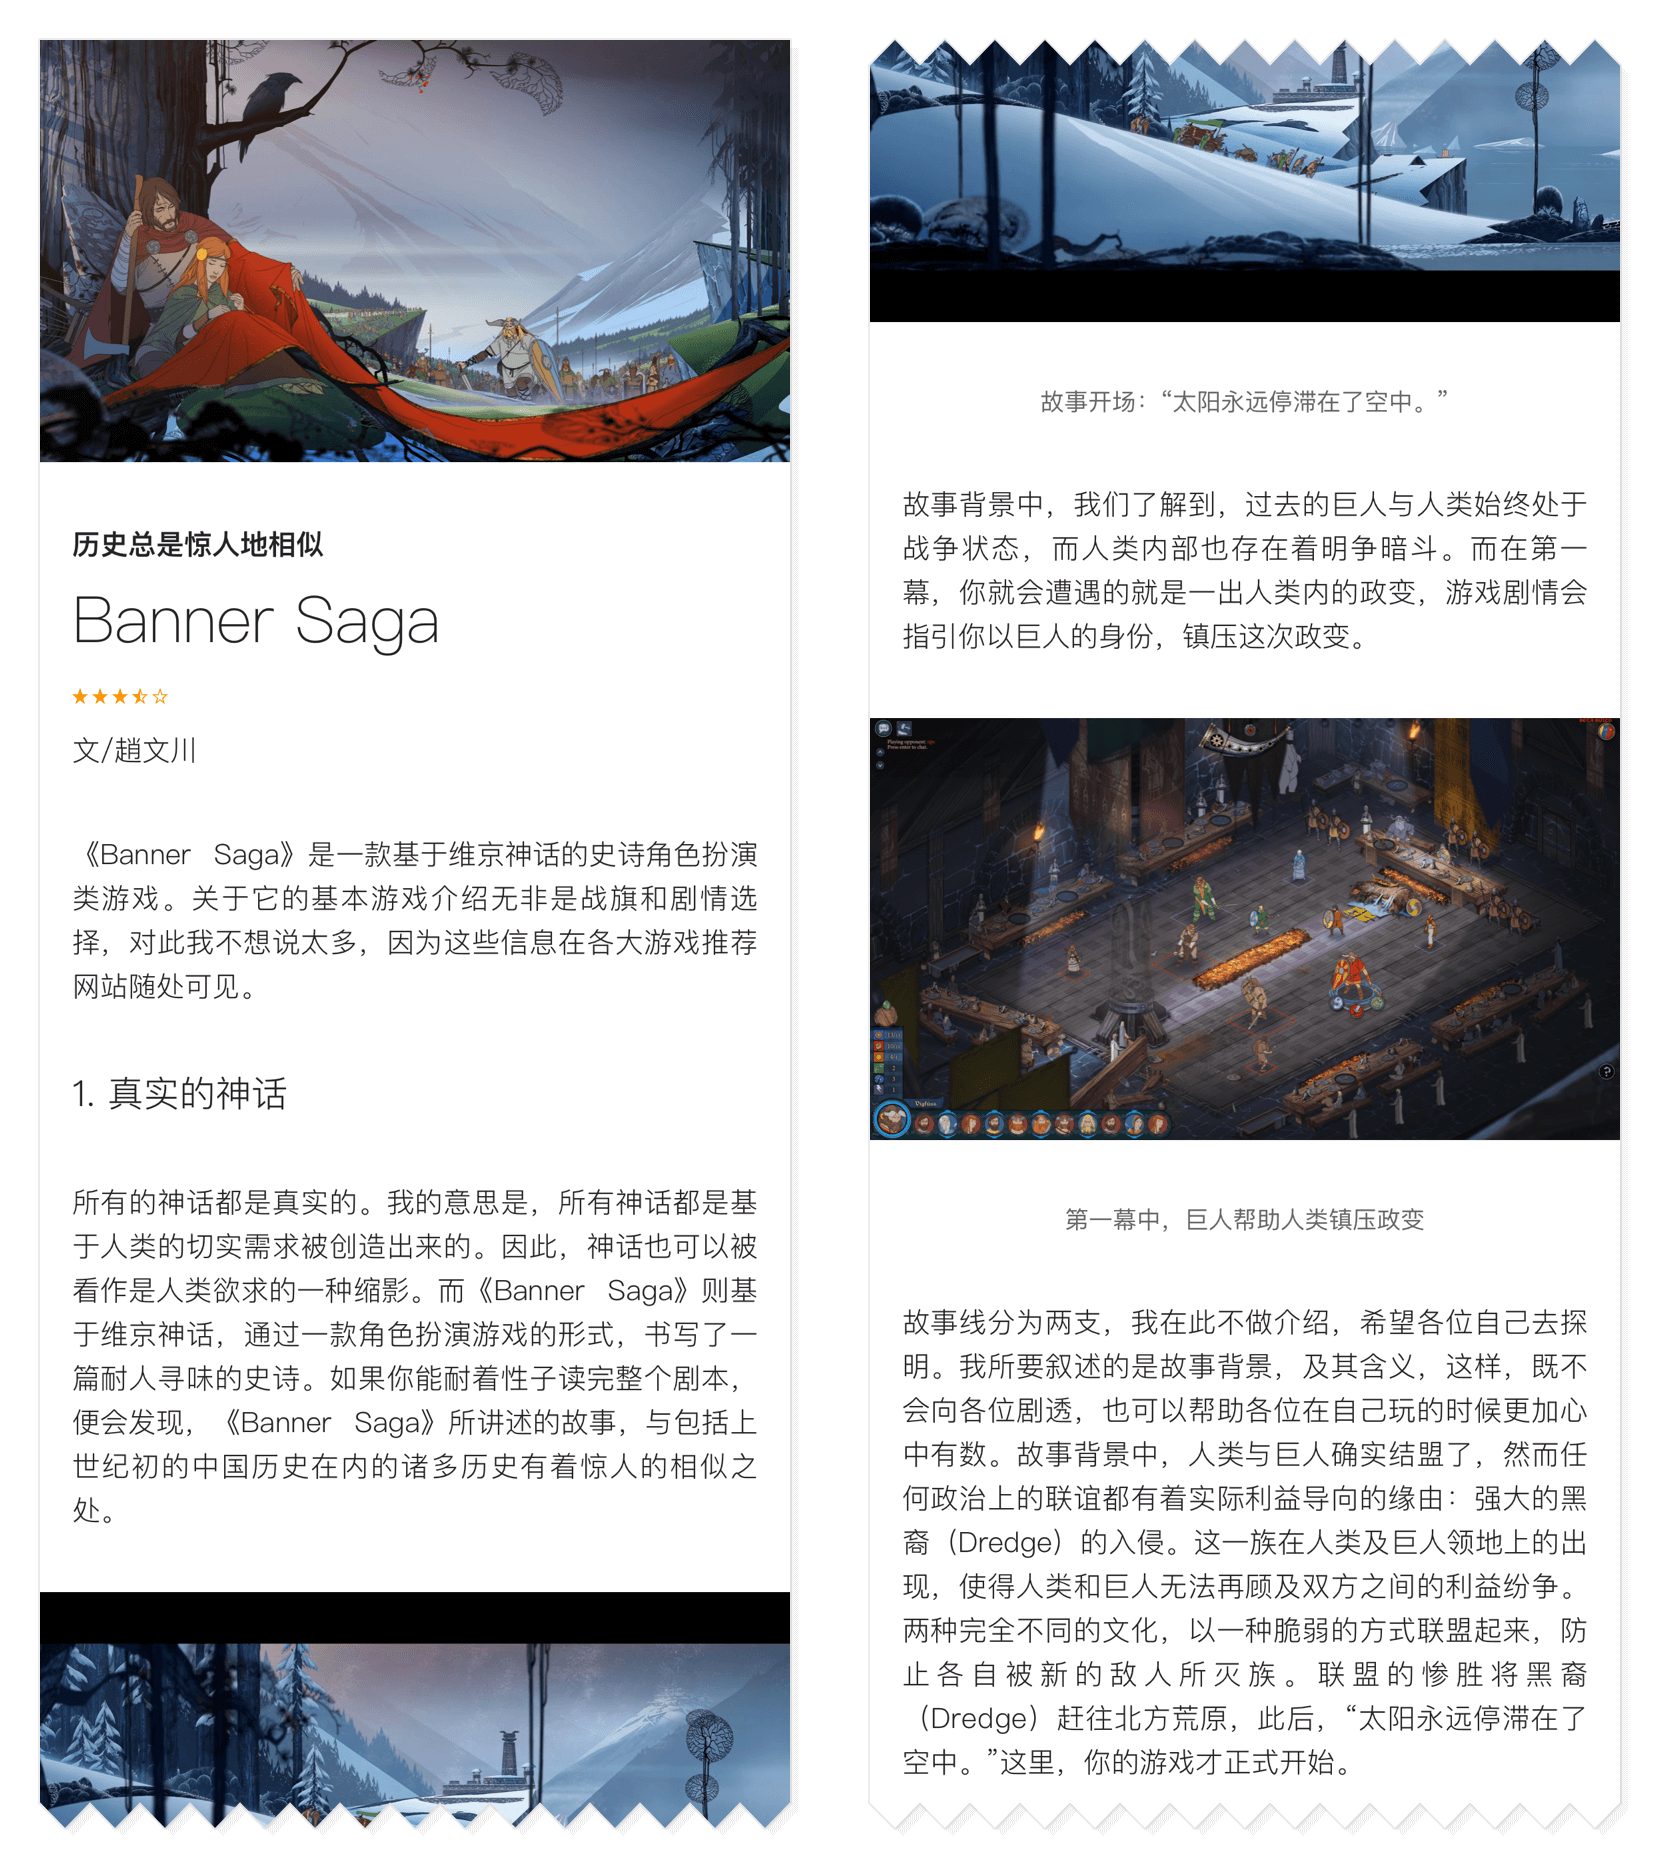 历史总是惊人地相似
Banner Saga
文/趙文川
《Banner Saga》是一款基于维京神话的史诗角色扮演
类游戏。关于它的基本游戏介绍无非是战旗和剧情选
择，对此我不想说太多，因为这些信息在各大游戏推荐
网站随处可见。
1. 真实的神话
所有的神话都是真实的。我的意思是，所有神话都是基
于人类的切实需求被创造出来的。因此，神话也可以被
看作是人类欲求的一种缩影。而《Banner Saga》则基
于维京神话，通过一款角色扮演游戏的形式，书写了一
篇耐人寻味的史诗。如果你能耐着性子读完整个剧本，
便会发现，《Banner Saga》所讲述的故事，与包括上
世纪初的中国历史在内的诸多历史有着惊人的相似之
处。
故事开场：“太阳永远停滞在了空中。”
故事背景中，我们了解到，过去的巨人与人类始终处于
战争状态，而人类内部也存在着明争暗斗。而在第一
幕，你就会遭遇的就是一出人类内的政变，游戏剧情会
指引你以巨人的身份，镇压这次政变。
Playing opponent:
Press enter to chat.
?
第一幕中，巨人帮助人类镇压政变
故事线分为两支，我在此不做介绍，希望各位自己去探
明。我所要叙述的是故事背景，及其含义，这样，既不
会向各位剧透，也可以帮助各位在自己玩的时候更加心
中有数。故事背景中，人类与巨人确实结盟了，然而任
何政治上的联谊都有着实际利益导向的缘由：强大的黑
裔（Dredge）的入侵。这一族在人类及巨人领地上的出
现，使得人类和巨人无法再顾及双方之间的利益纷争。
两种完全不同的文化，以一种脆弱的方式联盟起来，防
止各自被新的敌人所灭族。联盟的惨胜将黑裔
（Dredge）赶往北方荒原，此后，“太阳永远停滞在了
空中。”这里，你的游戏才正式开始。